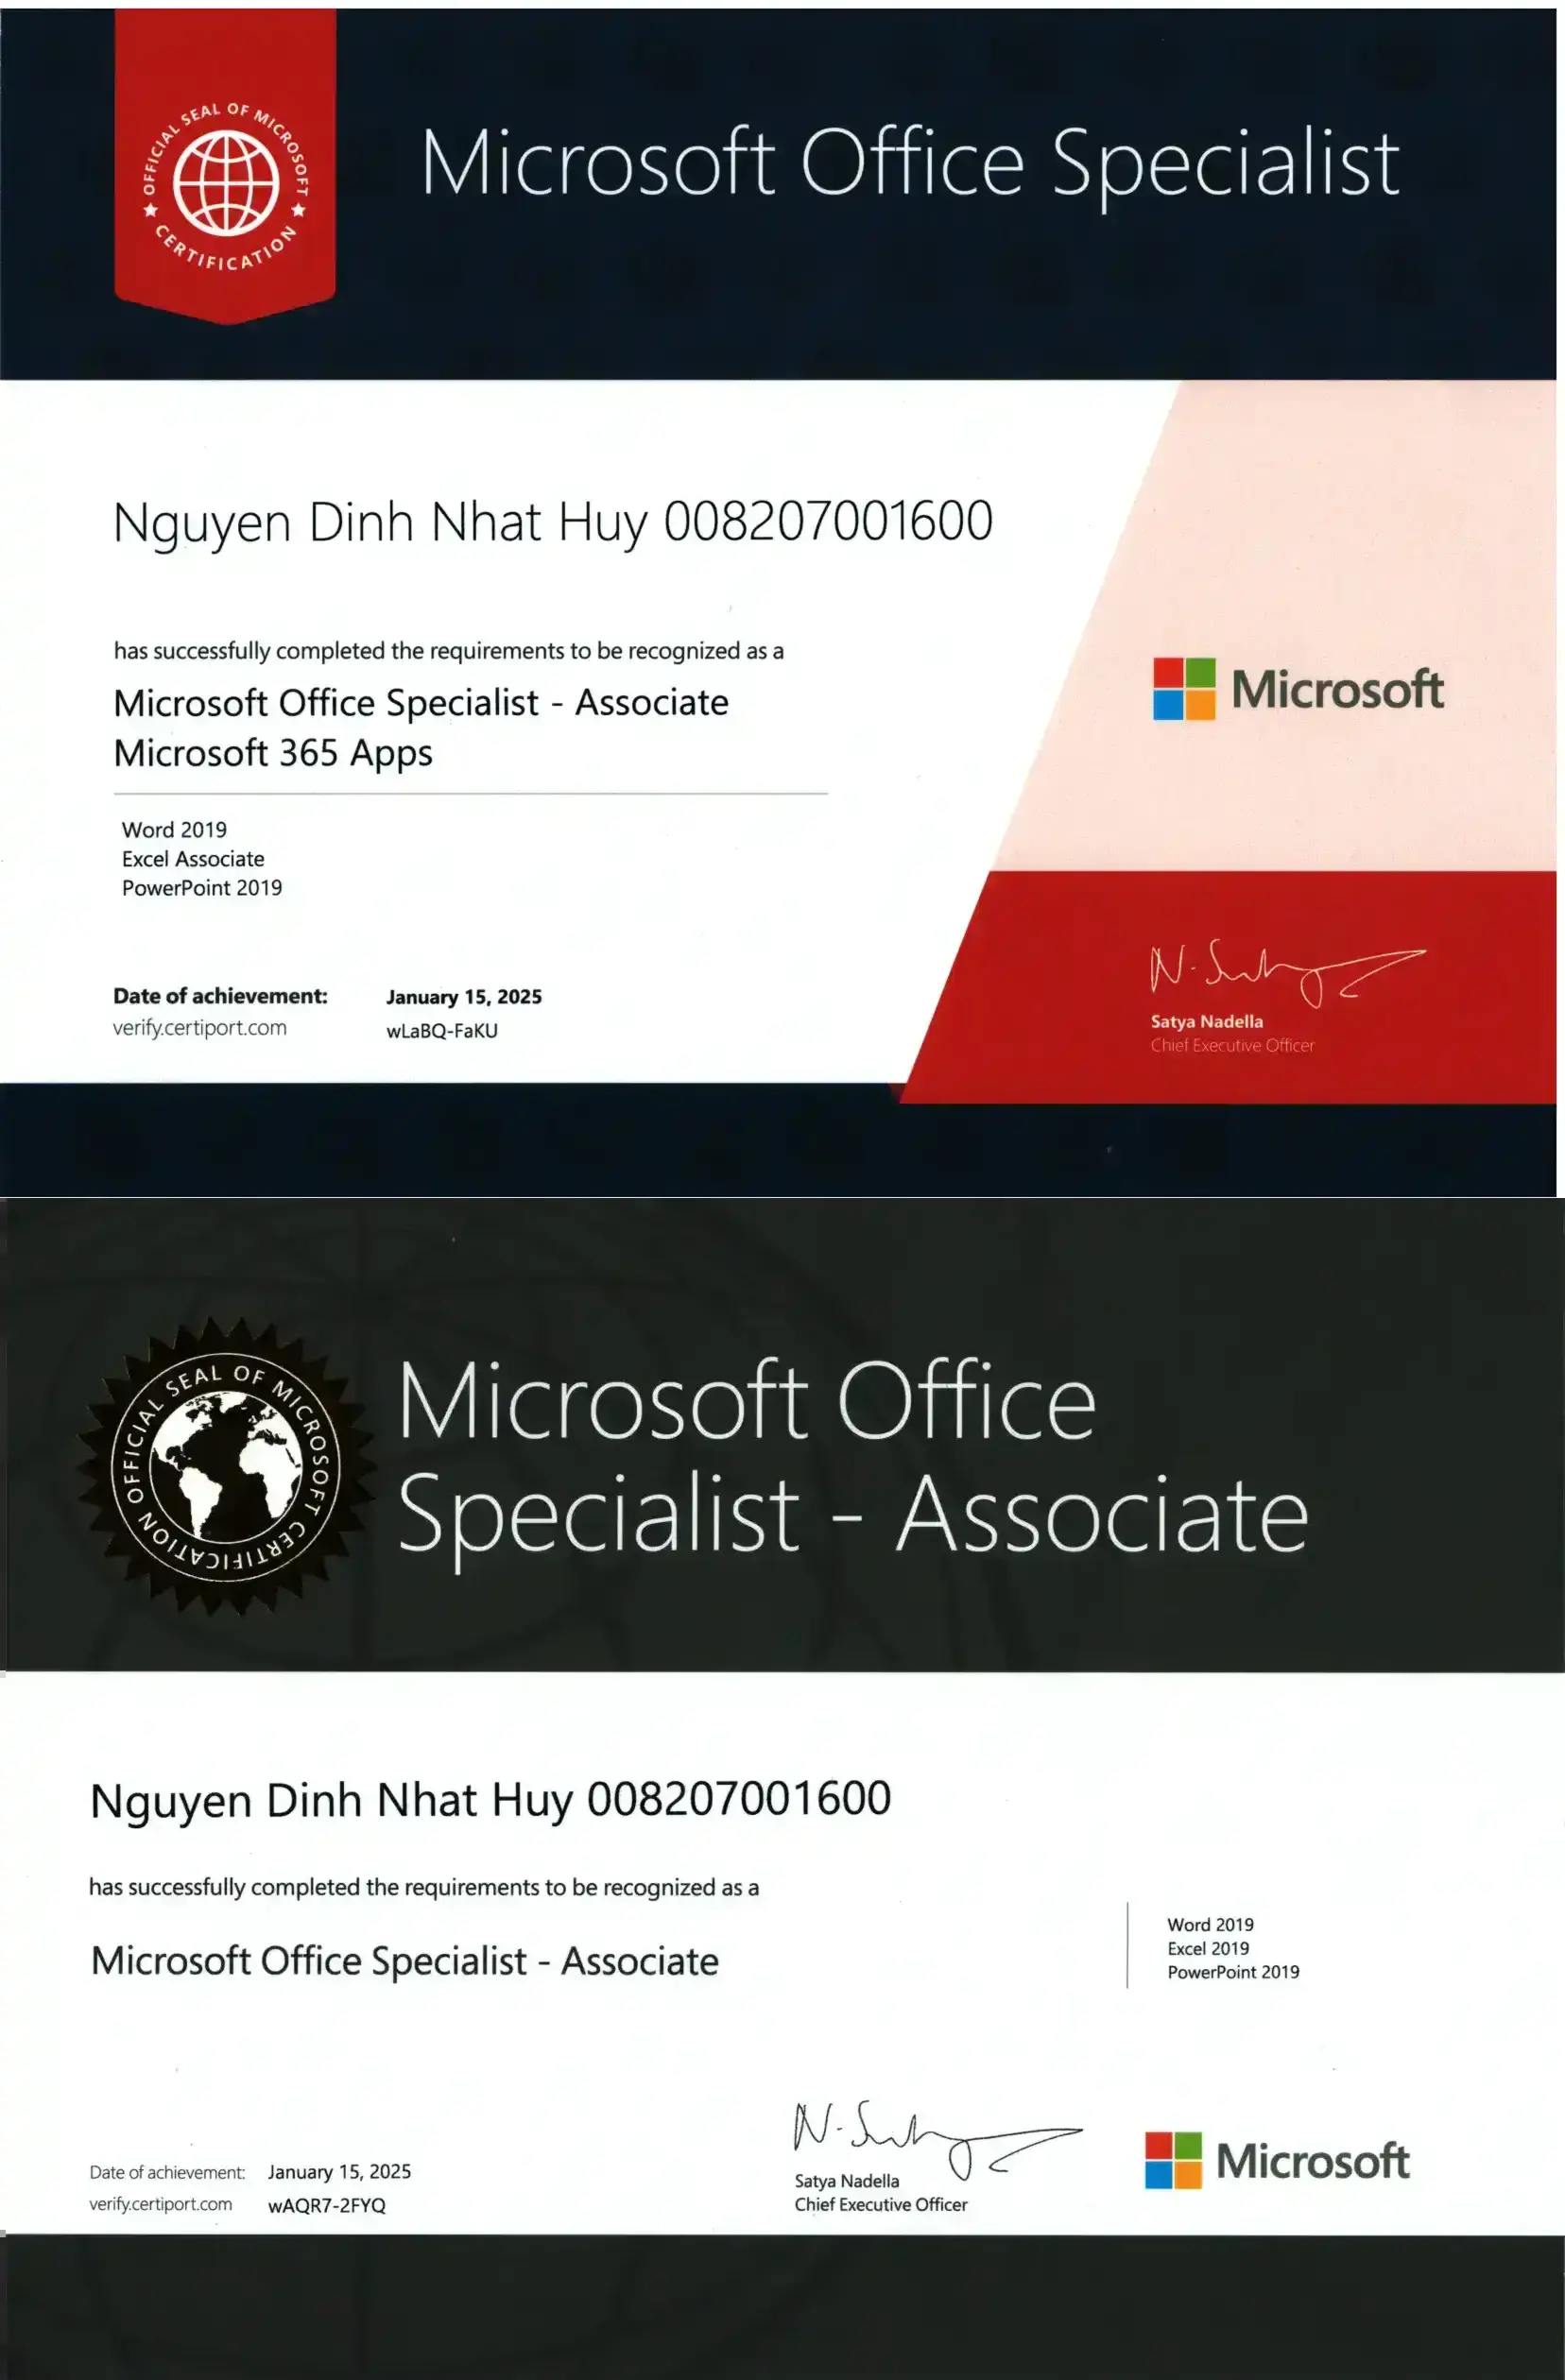 OFFICIAL SEAL OF MICROSOFT
★ CERTIFICATION ★
Microsoft Office Specialist
Nguyen Dinh Nhat Huy 008207001600
has successfully completed the requirements to be recognized as a
Microsoft Office Specialist - Associate
Microsoft 365 Apps
Microsoft
Word 2019
Excel Associate
PowerPoint 2019
Date of achievement: January 15, 2025
verify.certiport.com wLaBQ-FaKU
Satya Nadella
Chief Executive Officer
OFFICIAL SEAL OF MICROSOFT CERTIFICATION
Microsoft Office
Specialist - Associate
Nguyen Dinh Nhat Huy 008207001600
has successfully completed the requirements to be recognized as a
Microsoft Office Specialist - Associate
Word 2019
Excel 2019
PowerPoint 2019
Date of achievement: January 15, 2025
verify.certiport.com wAQR7-2FYQ
Satya Nadella
Chief Executive Officer
Microsoft